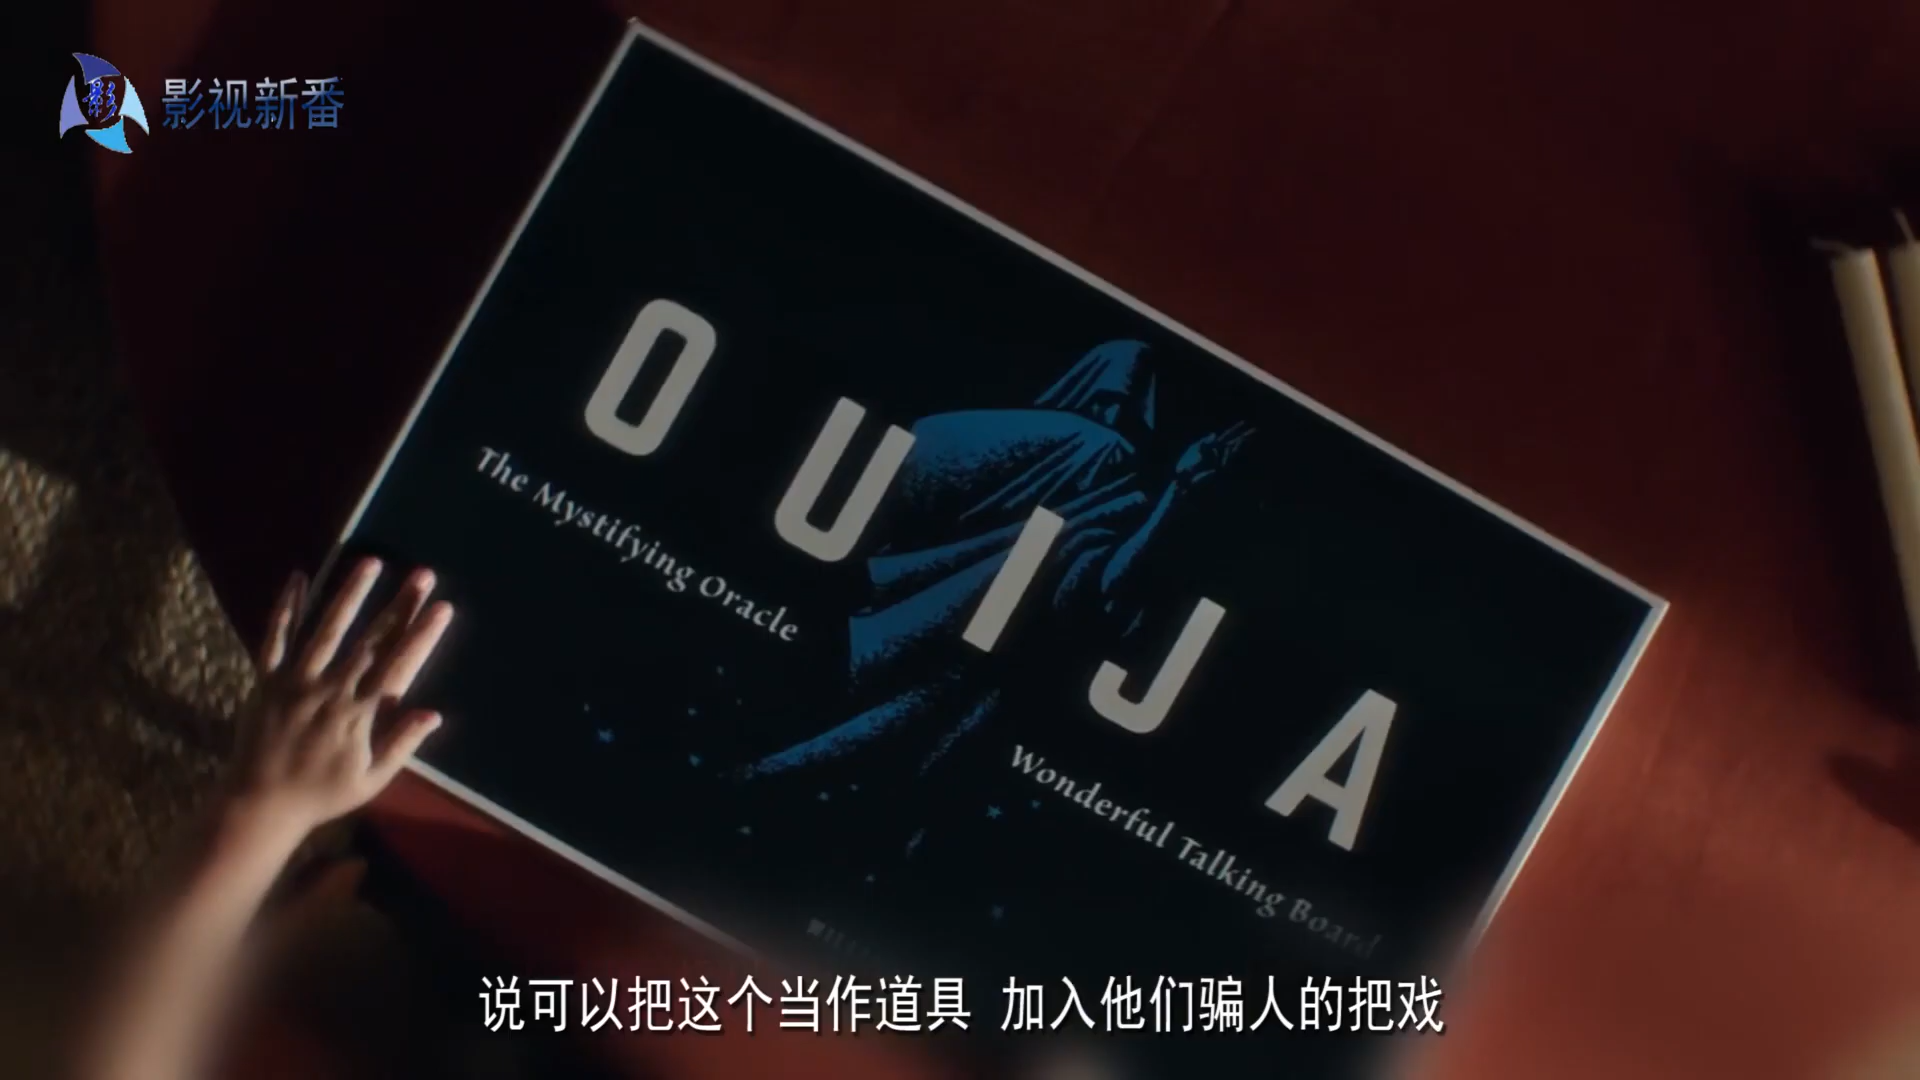 影 影视新番
OUIJA
The Mystifying Oracle
Wonderful Talking Board
说可以把这个当作道具 加入他们骗人的把戏